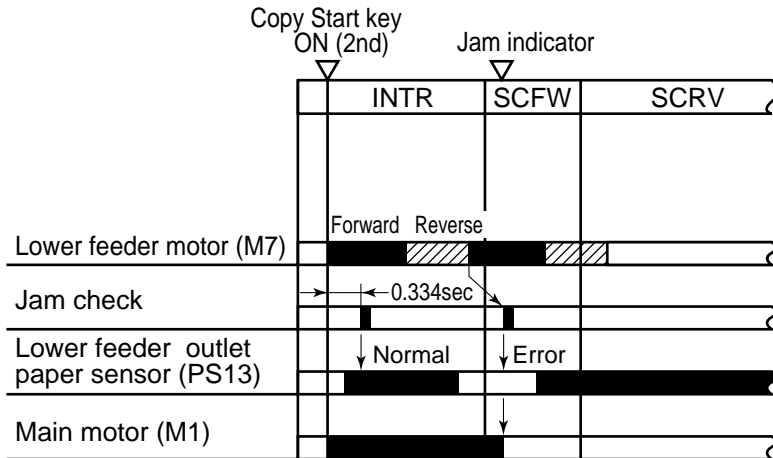 Copy Start key
ON (2nd)
Jam indicator
INTR
SCFW
SCRV
Forward
Reverse
Lower feeder motor (M7)
Jam check
0.334sec
Lower feeder outlet
paper sensor (PS13)
Normal
Error
Main motor (M1)